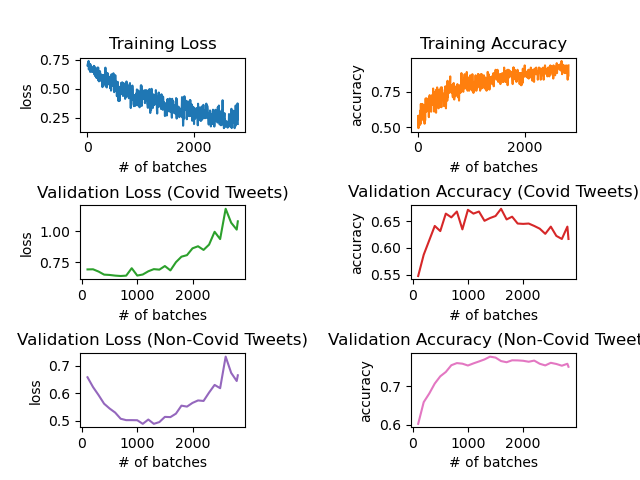 Training Loss
Training Accuracy
0.75
0.50
0.25
loss
0
2000
# of batches
0.75
0.50
accuracy
0
2000
# of batches
Validation Loss (Covid Tweets)
Validation Accuracy (Covid Tweets)
1.00
0.75
loss
0
1000
2000
# of batches
0.65
0.60
0.55
accuracy
0
1000
2000
# of batches
Validation Loss (Non-Covid Tweets)
Validation Accuracy (Non-Covid Tweet
0.7
0.6
0.5
loss
0
1000
2000
# of batches
0.7
0.6
accuracy
0
1000
2000
# of batches